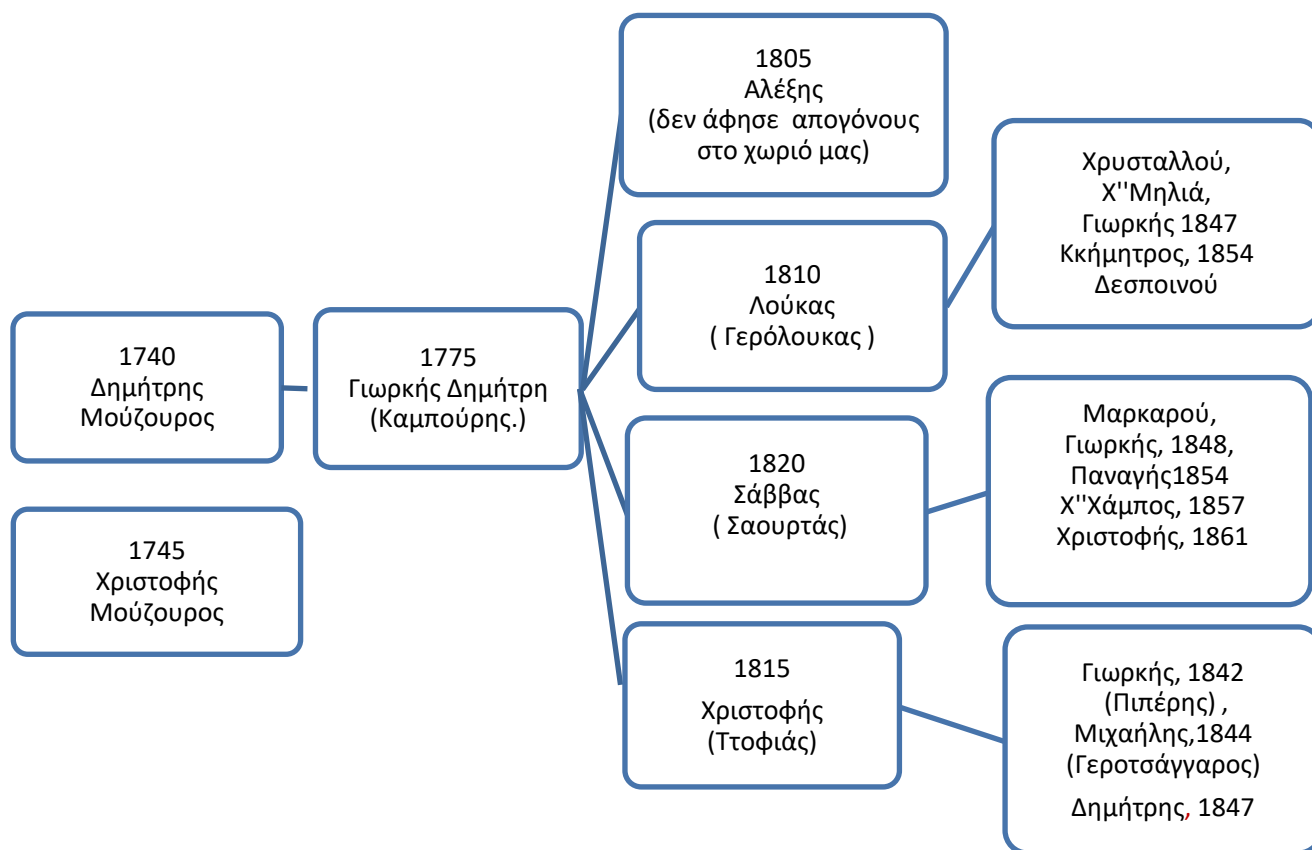 1740
Δημήτρης
Μούζουρος
1745
Χριστοφής
Μούζουρος
1775
Γιωρκής Δημήτρη
(Καμπούρης.)
1805
Αλέξης
(δεν άφησε απογόνους
στο χωριό μας)
1810
Λούκας
( Γερόλουκας )
1820
Σάββας
( Σαουρτάς)
1815
Χριστοφής
(Ττοφιάς)
Χρυσταλλού,
Χ''Μηλιά,
Γιωρκής 1847
Κκήμητρος, 1854
Δεσποινού
Μαρκαρού,
Γιωρκής, 1848,
Παναγής1854
Χ''Χάμπος, 1857
Χριστοφής, 1861
Γιωρκής, 1842
(Πιπέρης) ,
Μιχαήλης,1844
(Γεροτσάγγαρος)
Δημήτρης, 1847